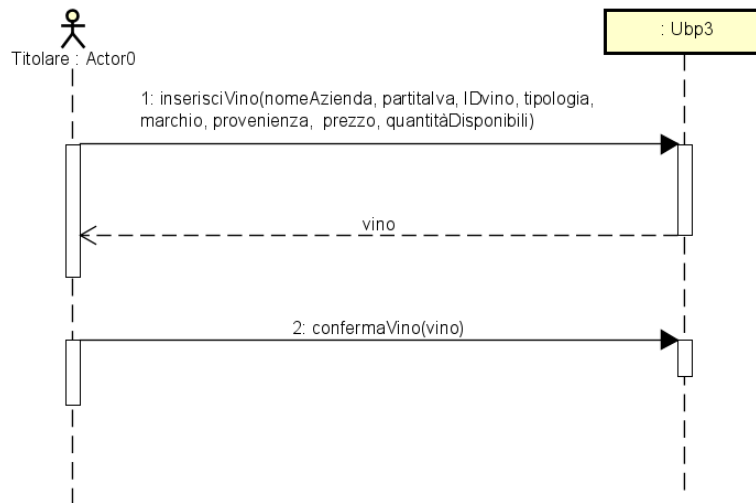 Titolare : Actor0
: Ubp3
1: inserisciVino(nomeAzienda, partitaIva, IDvino, tipologia,
marchio, provenienza, prezzo, quantitàDisponibili)
vino
2: confermaVino(vino)